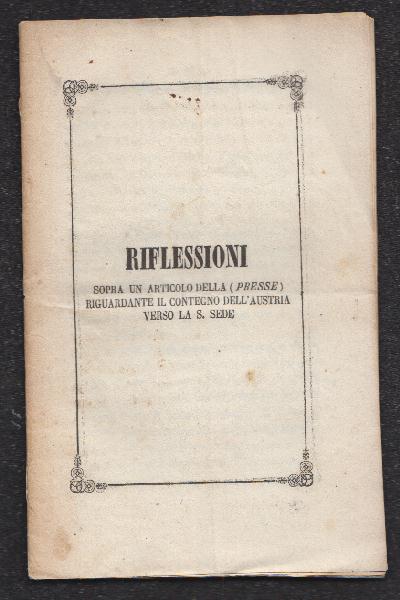 RIFLESSIONI
SOPRA UN ARTICOLO DELLA (PRESSE)
RIGUARDANTE IL CONTEGNO DELL'AUSTRIA
VERSO LA S. SEDE